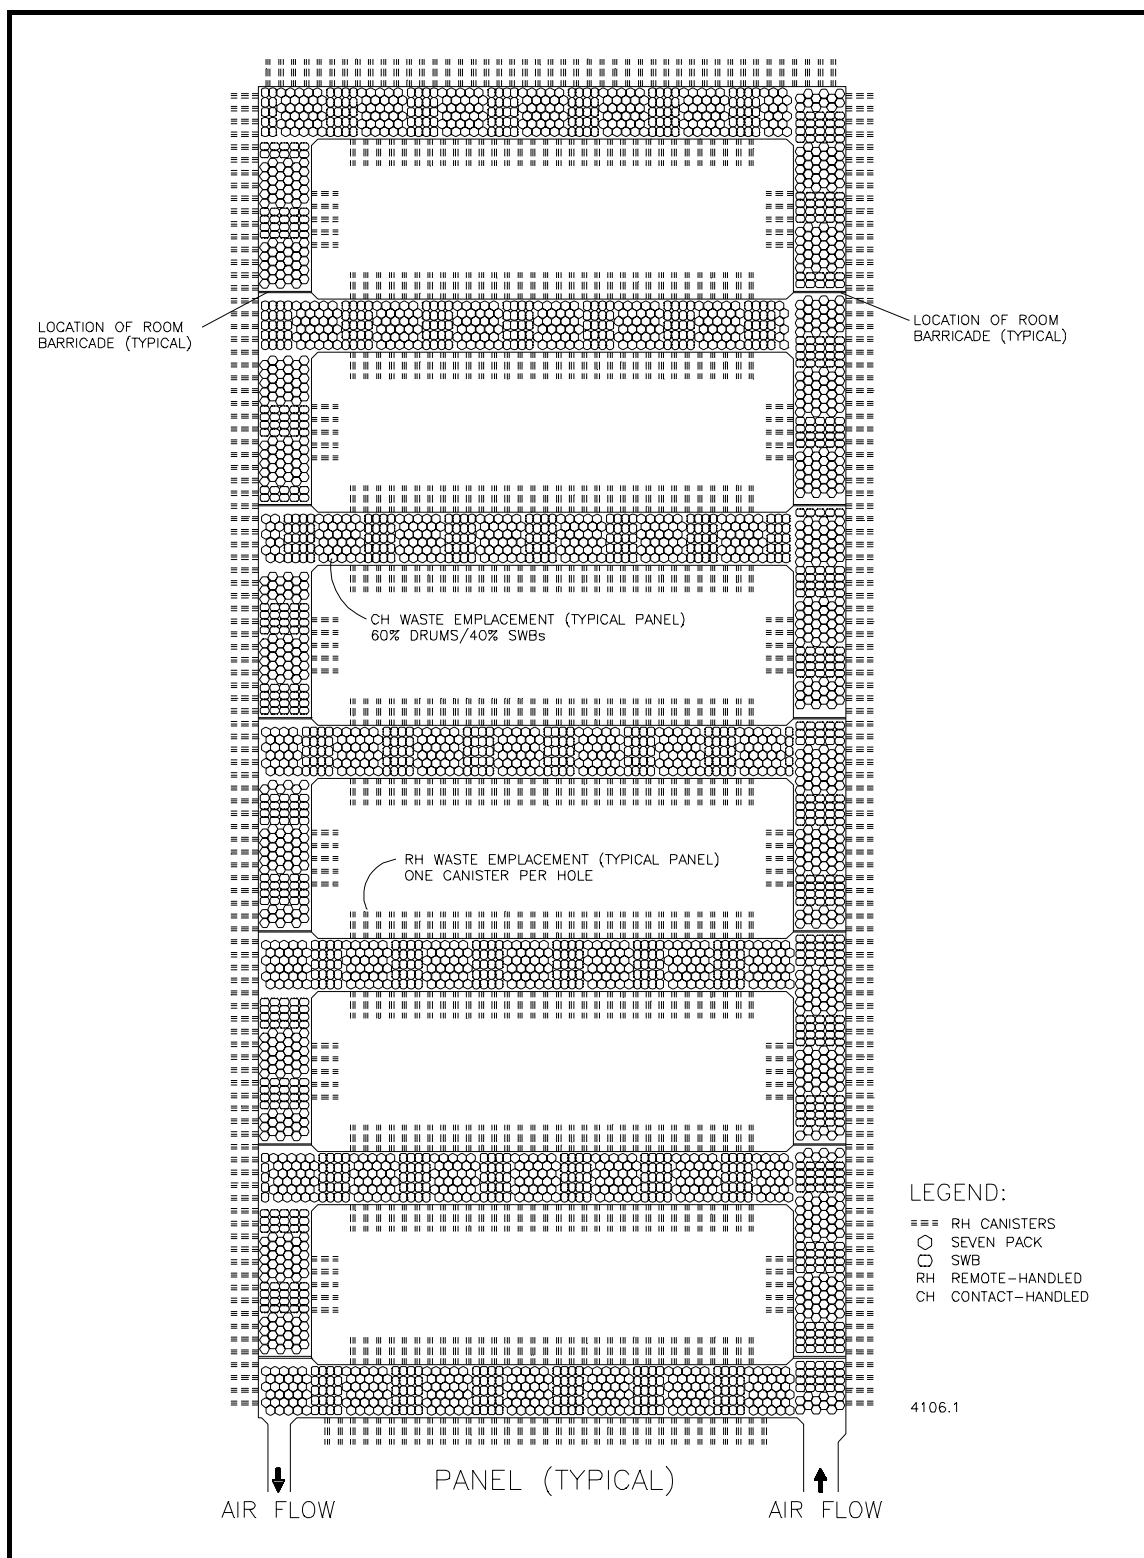 LOCATION OF ROOM
BARRICADE (TYPICAL)
LOCATION OF ROOM
BARRICADE (TYPICAL)
CH WASTE EMPLACEMENT (TYPICAL PANEL)
60% DRUMS/40% SWBs
RH WASTE EMPLACEMENT (TYPICAL PANEL)
ONE CANISTER PER HOLE
LEGEND:
RH CANISTERS
SEVEN PACK
SWB
RH REMOTE-HANDLED
CH CONTACT-HANDLED
4106.1
PANEL (TYPICAL)
AIR FLOW
AIR FLOW